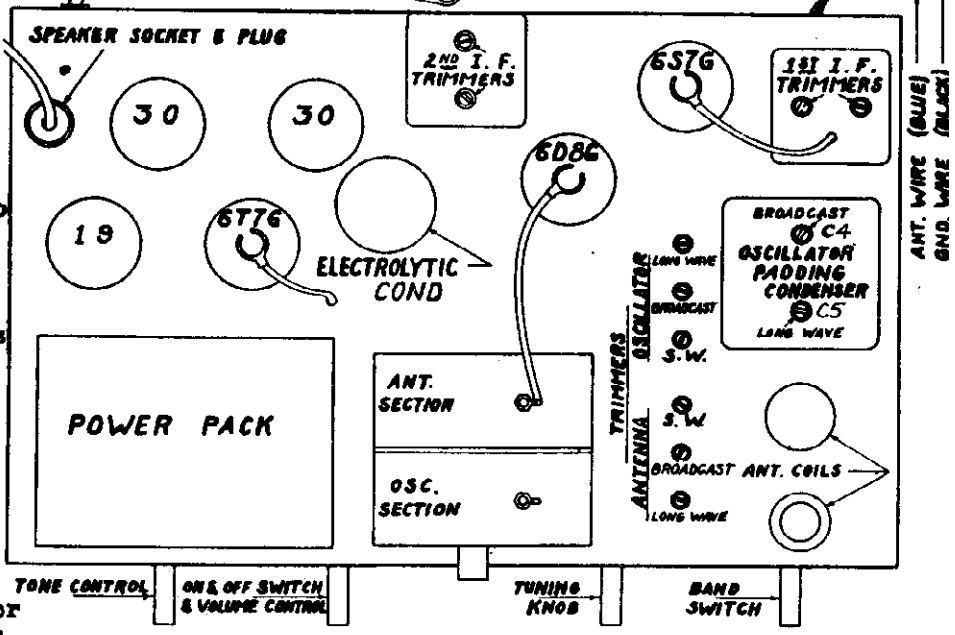 SPEAKER SOCKET & PLUG
30
30
19
6T7G
2ND I.F.
TRIMMERS
6S7G
1ST I.F.
TRIMMERS
6D8G
ELECTROLYTIC
COND
BROADCAST
C4
OSCILLATOR
PADDING
CONDENSER
C5
LONG WAVE
TRIMMERS
OSCILLATOR
LONG WAVE
BROADCAST
S.W.
ANTENNA
S.W.
BROADCAST
LONG WAVE
ANT. COILS
POWER PACK
ANT.
SECTION
OSC.
SECTION
ANT. WIRE (BLUE)
GND. WIRE (BLACK)
TONE CONTROL
ON & OFF SWITCH
& VOLUME CONTROL
TUNING
KNOB
BAND
SWITCH
or